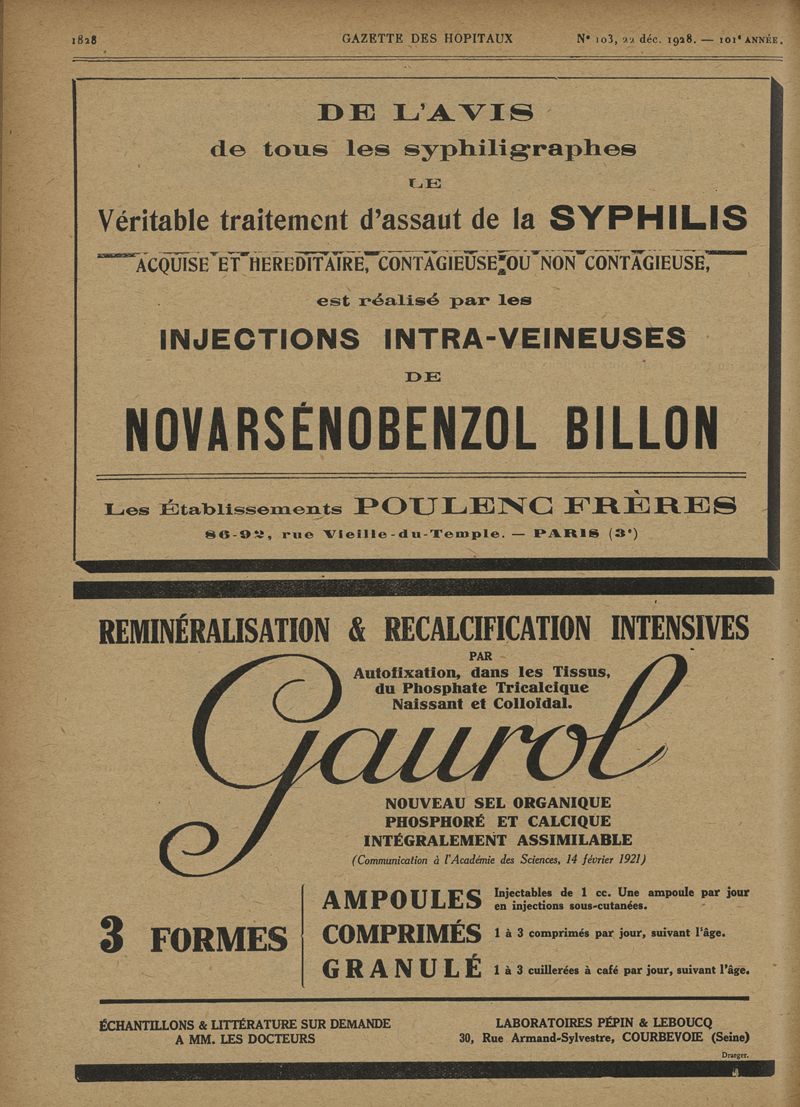 1828
GAZETTE DES HOPITAUX
N° 103, 22 déc. 1928. — 101e ANNÉE.
DE L'AVIS
de tous les syphiligraphes
LE
Véritable traitement d'assaut de la SYPHILIS
ACQUISE ET HEREDITAIRE, CONTAGIEUSE OU NON CONTAGIEUSE,
est réalisé par les
INJECTIONS INTRA-VEINEUSES
DE
NOVARSÉNOBENZOL BILLON
Les Établissements POULENC FRÈRES
86-92, rue Vieille-du-Temple. — PARIS (3e)
REMINÉRALISATION & RECALCIFICATION INTENSIVES
PAR
Autofixation, dans les Tissus,
du Phosphate Tricalcique
Naissant et Colloïdal.
Gaurol
NOUVEAU SEL ORGANIQUE
PHOSPHORÉ ET CALCIQUE
INTÉGRALEMENT ASSIMILABLE
(Communication à l'Académie des Sciences, 14 février 1921)
3 FORMES
AMPOULES Injectables de 1 cc. Une ampoule par jour
en injections sous-cutanées.
COMPRIMÉS 1 à 3 comprimés par jour, suivant l'âge.
GRANULÉ 1 à 3 cuillerées à café par jour, suivant l'âge.
ÉCHANTILLONS & LITTÉRATURE SUR DEMANDE
A MM. LES DOCTEURS
LABORATOIRES PÉPIN & LEBOUCQ
30, Rue Armand-Sylvestre, COURBEVOIE (Seine)
Draeger.